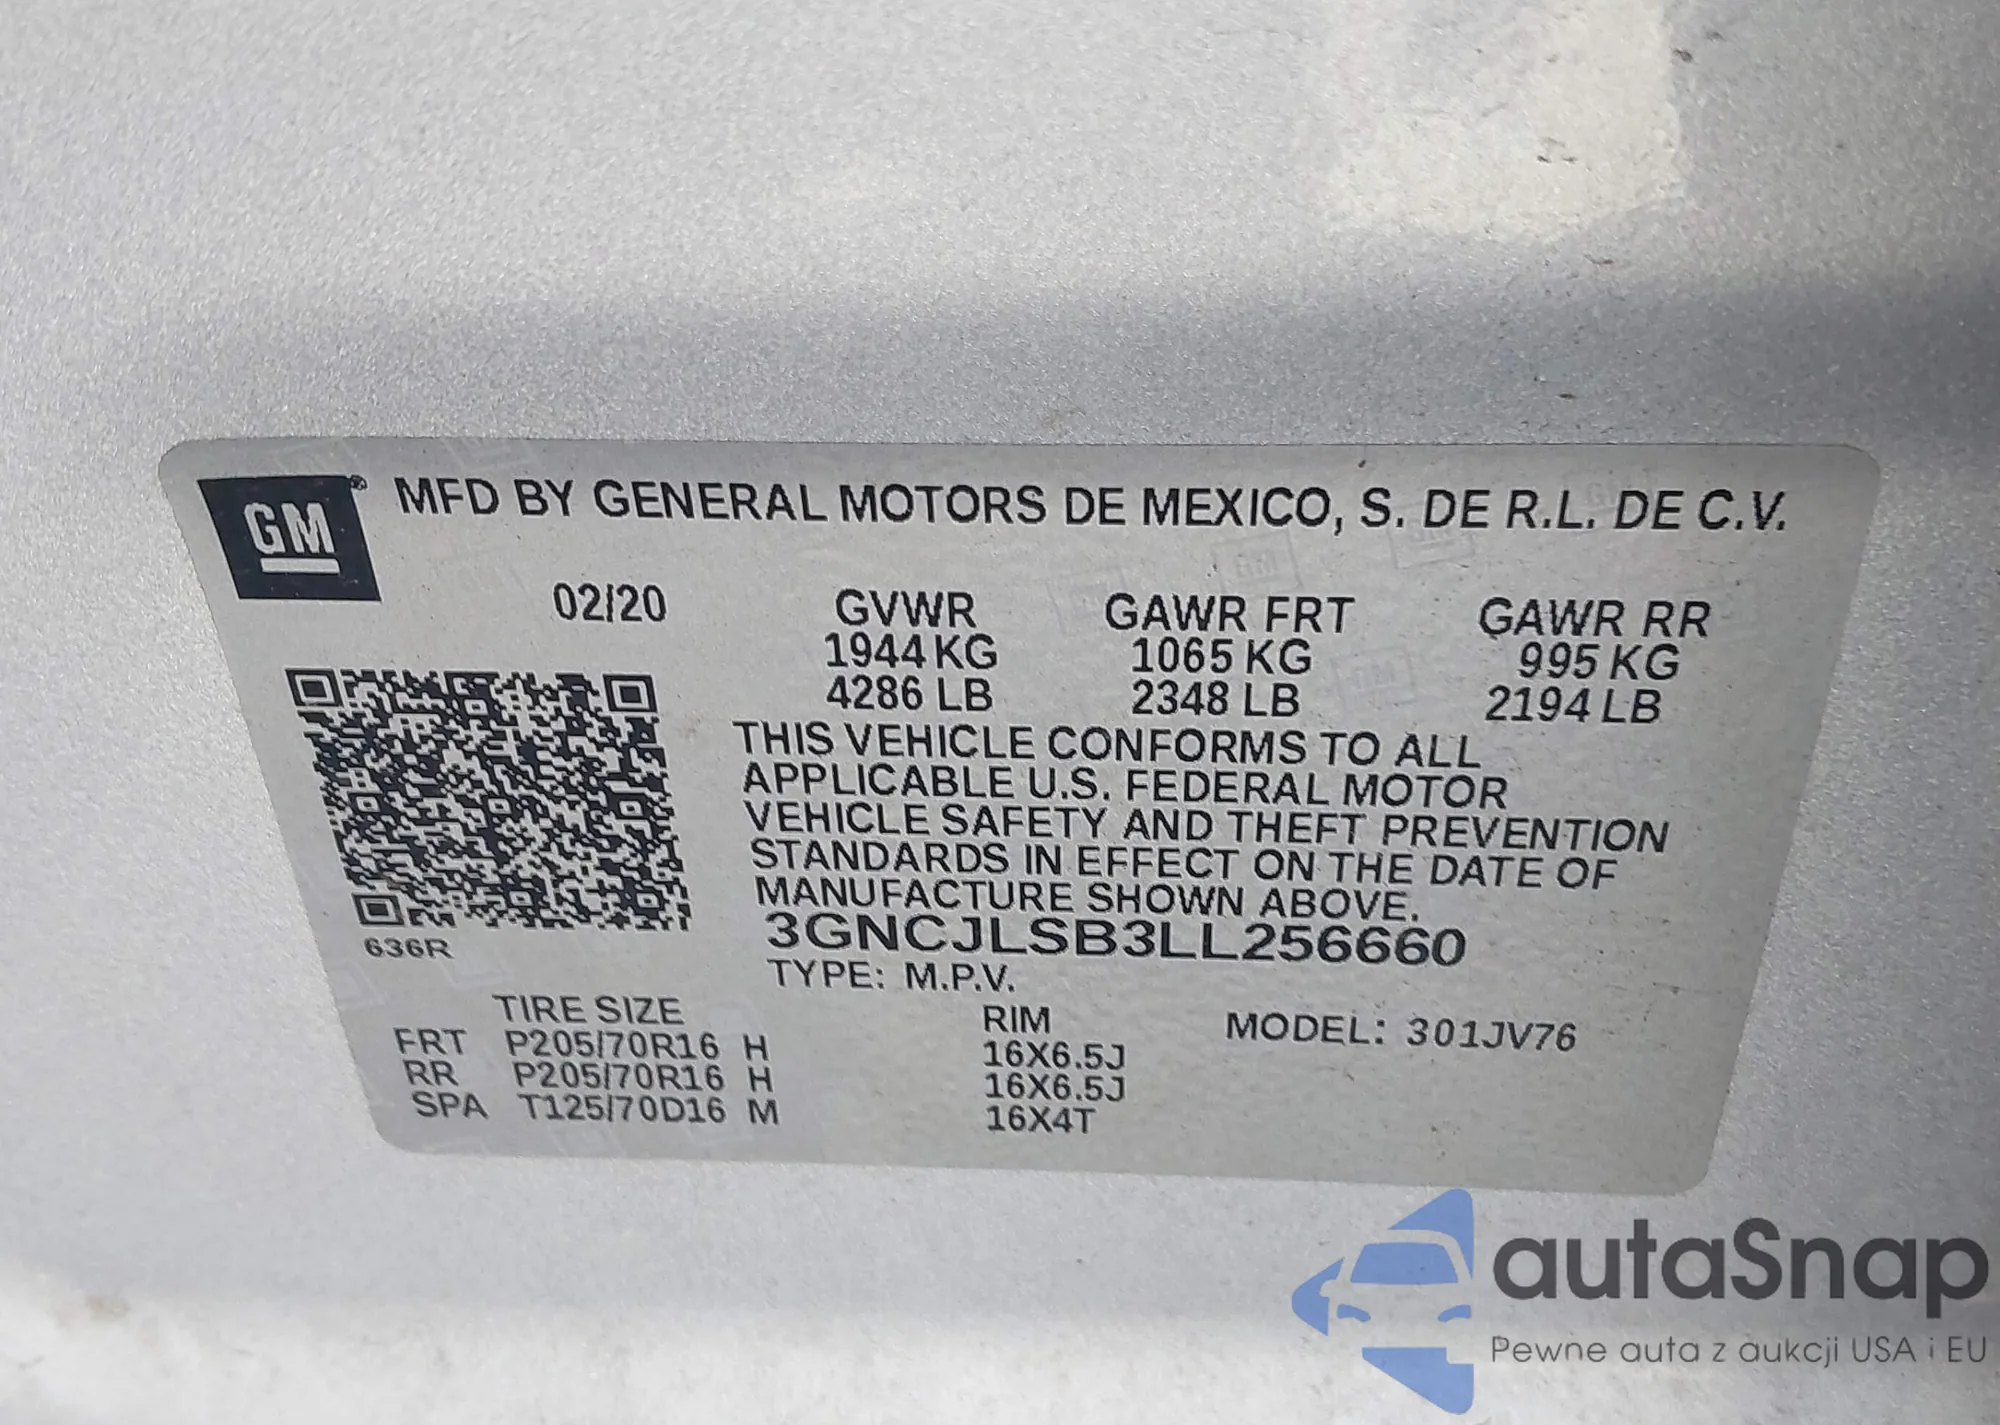 GM® MFD BY GENERAL MOTORS DE MEXICO, S. DE R.L. DE C.V.
02/20 GVWR GAWR FRT GAWR RR
1944 KG 1065 KG 995 KG
4286 LB 2348 LB 2194 LB
THIS VEHICLE CONFORMS TO ALL
APPLICABLE U.S. FEDERAL MOTOR
VEHICLE SAFETY AND THEFT PREVENTION
STANDARDS IN EFFECT ON THE DATE OF
MANUFACTURE SHOWN ABOVE.
3GNCJLSB3LL256660
636R
TYPE: M.P.V.
TIRE SIZE RIM MODEL: 301JV76
FRT P205/70R16 H 16X6.5J
RR P205/70R16 H 16X6.5J
SPA T125/70D16 M 16X4T
autaSnap
Pewne auta z aukcji USA i EU